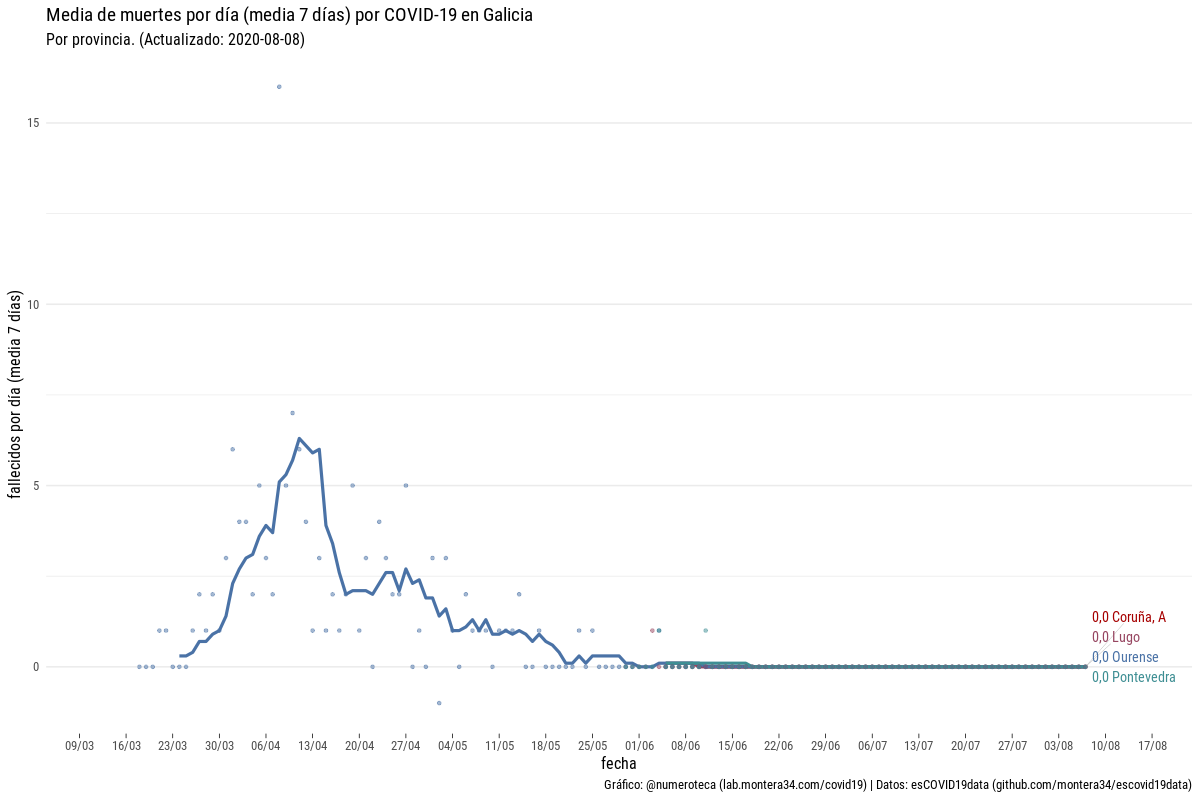 Media de muertes por día (media 7 días) por COVID-19 en Galicia
Por provincia. (Actualizado: 2020-08-08)
fallecidos por día (media 7 días)
15
10
5
0
0,0 Coruña, A
0,0 Lugo
0,0 Ourense
0,0 Pontevedra
09/03 16/03 23/03 30/03 06/04 13/04 20/04 27/04 04/05 11/05 18/05 25/05 01/06 08/06 15/06 22/06 29/06 06/07 13/07 20/07 27/07 03/08 10/08 17/08
fecha
Gráfico: @numeroteca (lab.montera34.com/covid19) | Datos: esCOVID19data (github.com/montera34/escovid19data)